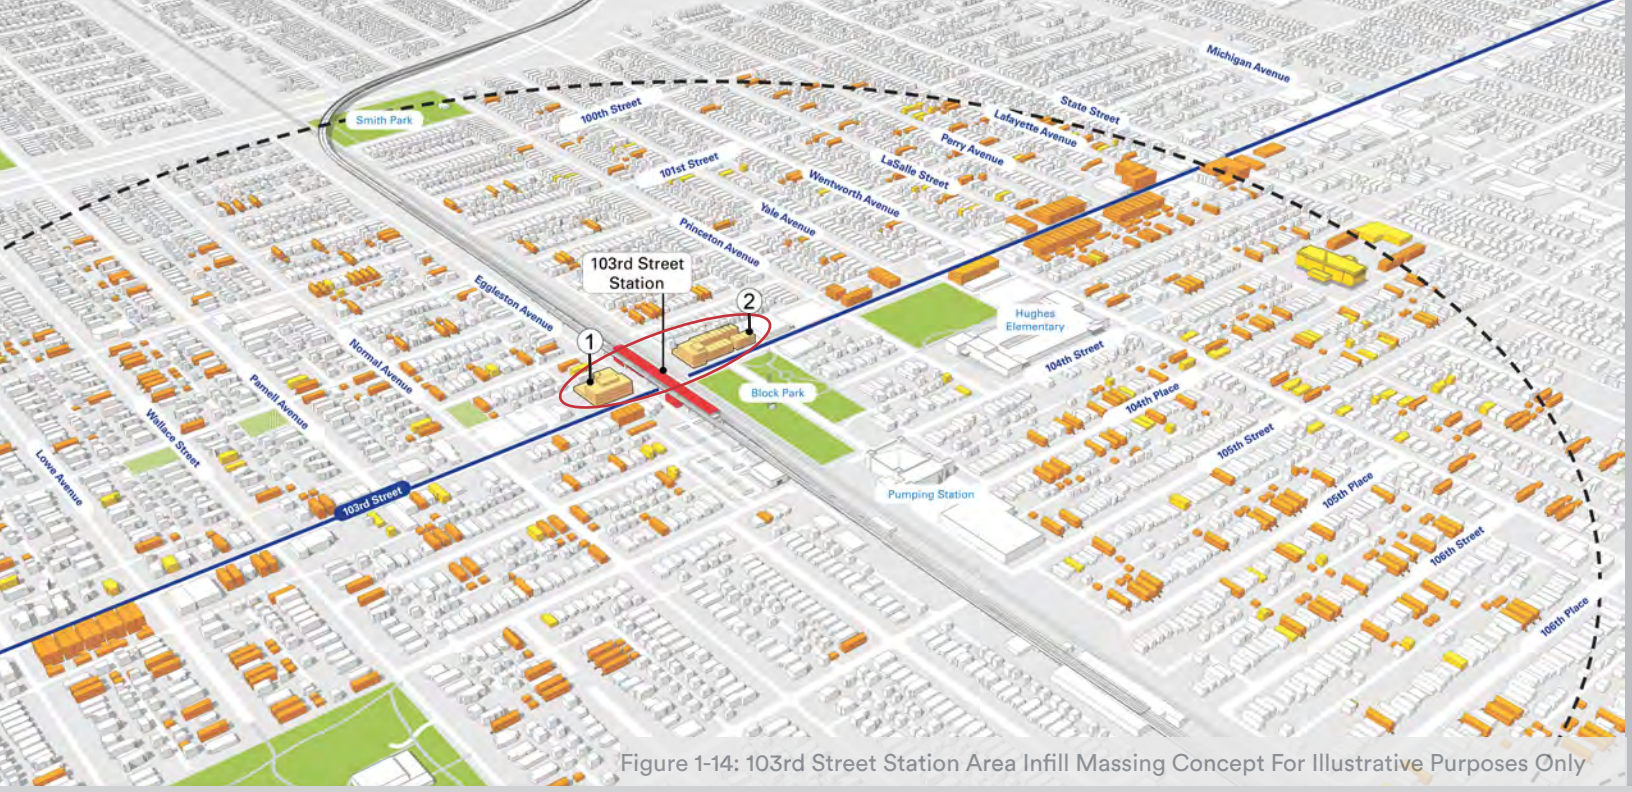 Michigan Avenue
State Street
Smith Park
100th Street
Lafayette Avenue
Perry Avenue
101st Street
LaSalle Street
Wentworth Avenue
Yale Avenue
Princeton Avenue
103rd Street
Station
Eggleston Avenue
2
1
Hughes
Elementary
104th Street
Normal Avenue
Block Park
Parnell Avenue
104th Place
Wallace Street
105th Street
Lowe Avenue
103rd Street
Pumping Station
105th Place
106th Street
106th Place
Figure 1-14: 103rd Street Station Area Infill Massing Concept For Illustrative Purposes Only